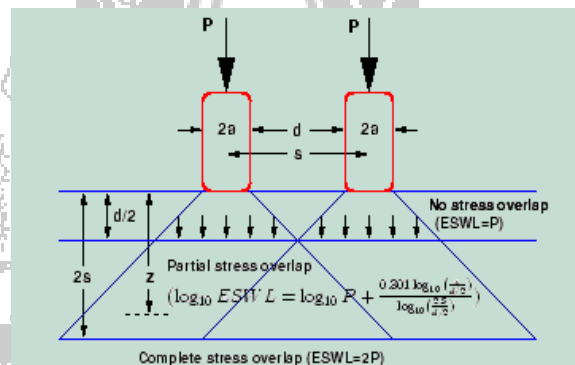 P P
2a d 2a
s
d/2
No stress overlap
(ESWL=P)
2s z
Partial stress overlap
(log₁₀ ESWL = log₁₀ P + 0.301 log₁₀(z/(d/2)) / log₁₀(2S/(d/2)))
Complete stress overlap (ESWL=2P)